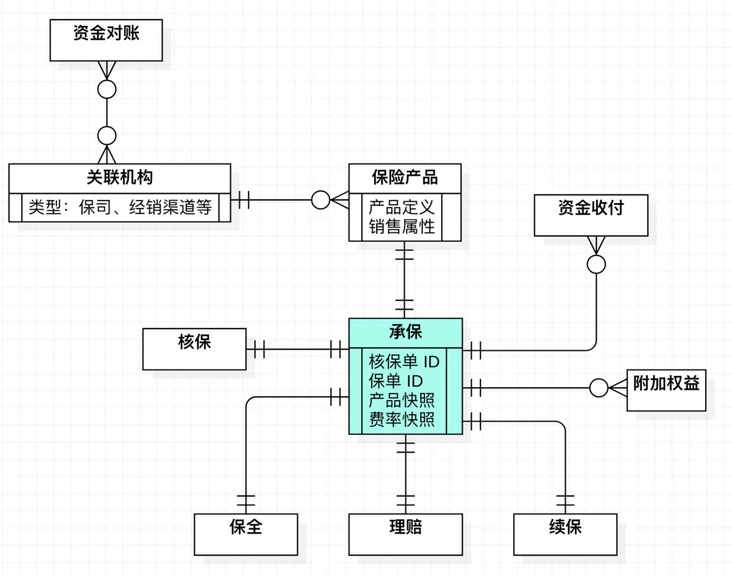 资金对账
关联机构
类型：保司、经销渠道等
保险产品
产品定义
销售属性
资金收付
核保
承保
核保单 ID
保单 ID
产品快照
费率快照
附加权益
保全
理赔
续保